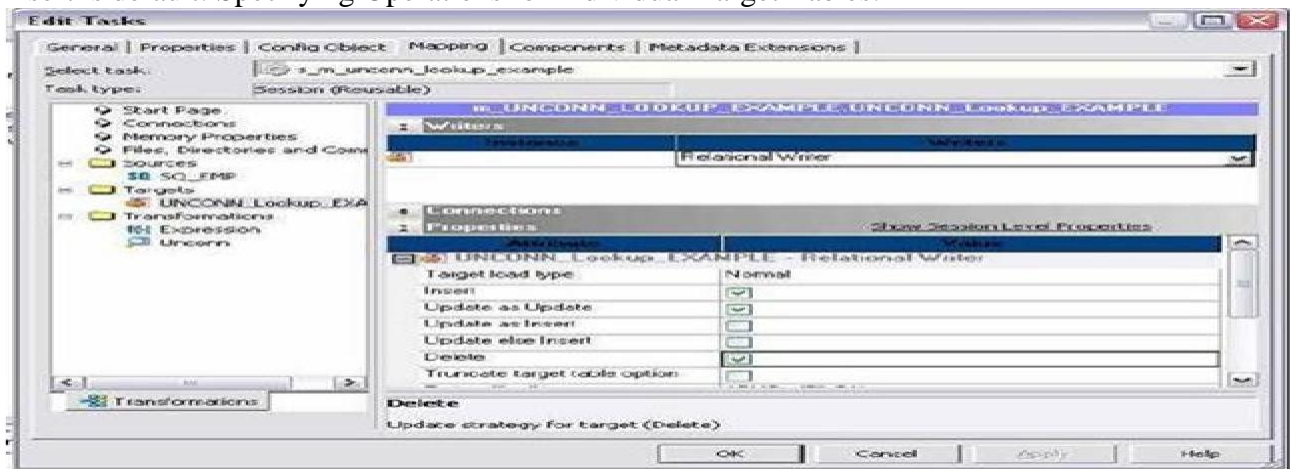 Edit Tasks
General | Properties | Config Object | Mapping | Components | Metadata Extensions |
Select task: s_m_unconn_lookup_example
Task type: Session (Reusable)
Start Page
Connections
Memory Properties
Files, Directories and Com
Sources
SQ_EMP
Targets
UNCONN_Lookup_EXA
Transformations
Expression
Unconn
Transformations
m_UNCONN_LOOKUP_EXAMPLE.UNCONN_Lookup_EXAMPLE
Writers
Instance Writers
Relational Writer
Connections
Properties Show Session Level Properties
Attribute Value
UNCONN_Lookup_EXAMPLE - Relational Writer
Target load type Normal
Insert
Update as Update
Update as Insert
Update else Insert
Delete
Truncate target table option
Delete
Update strategy for target (Delete)
OK Cancel Apply Help